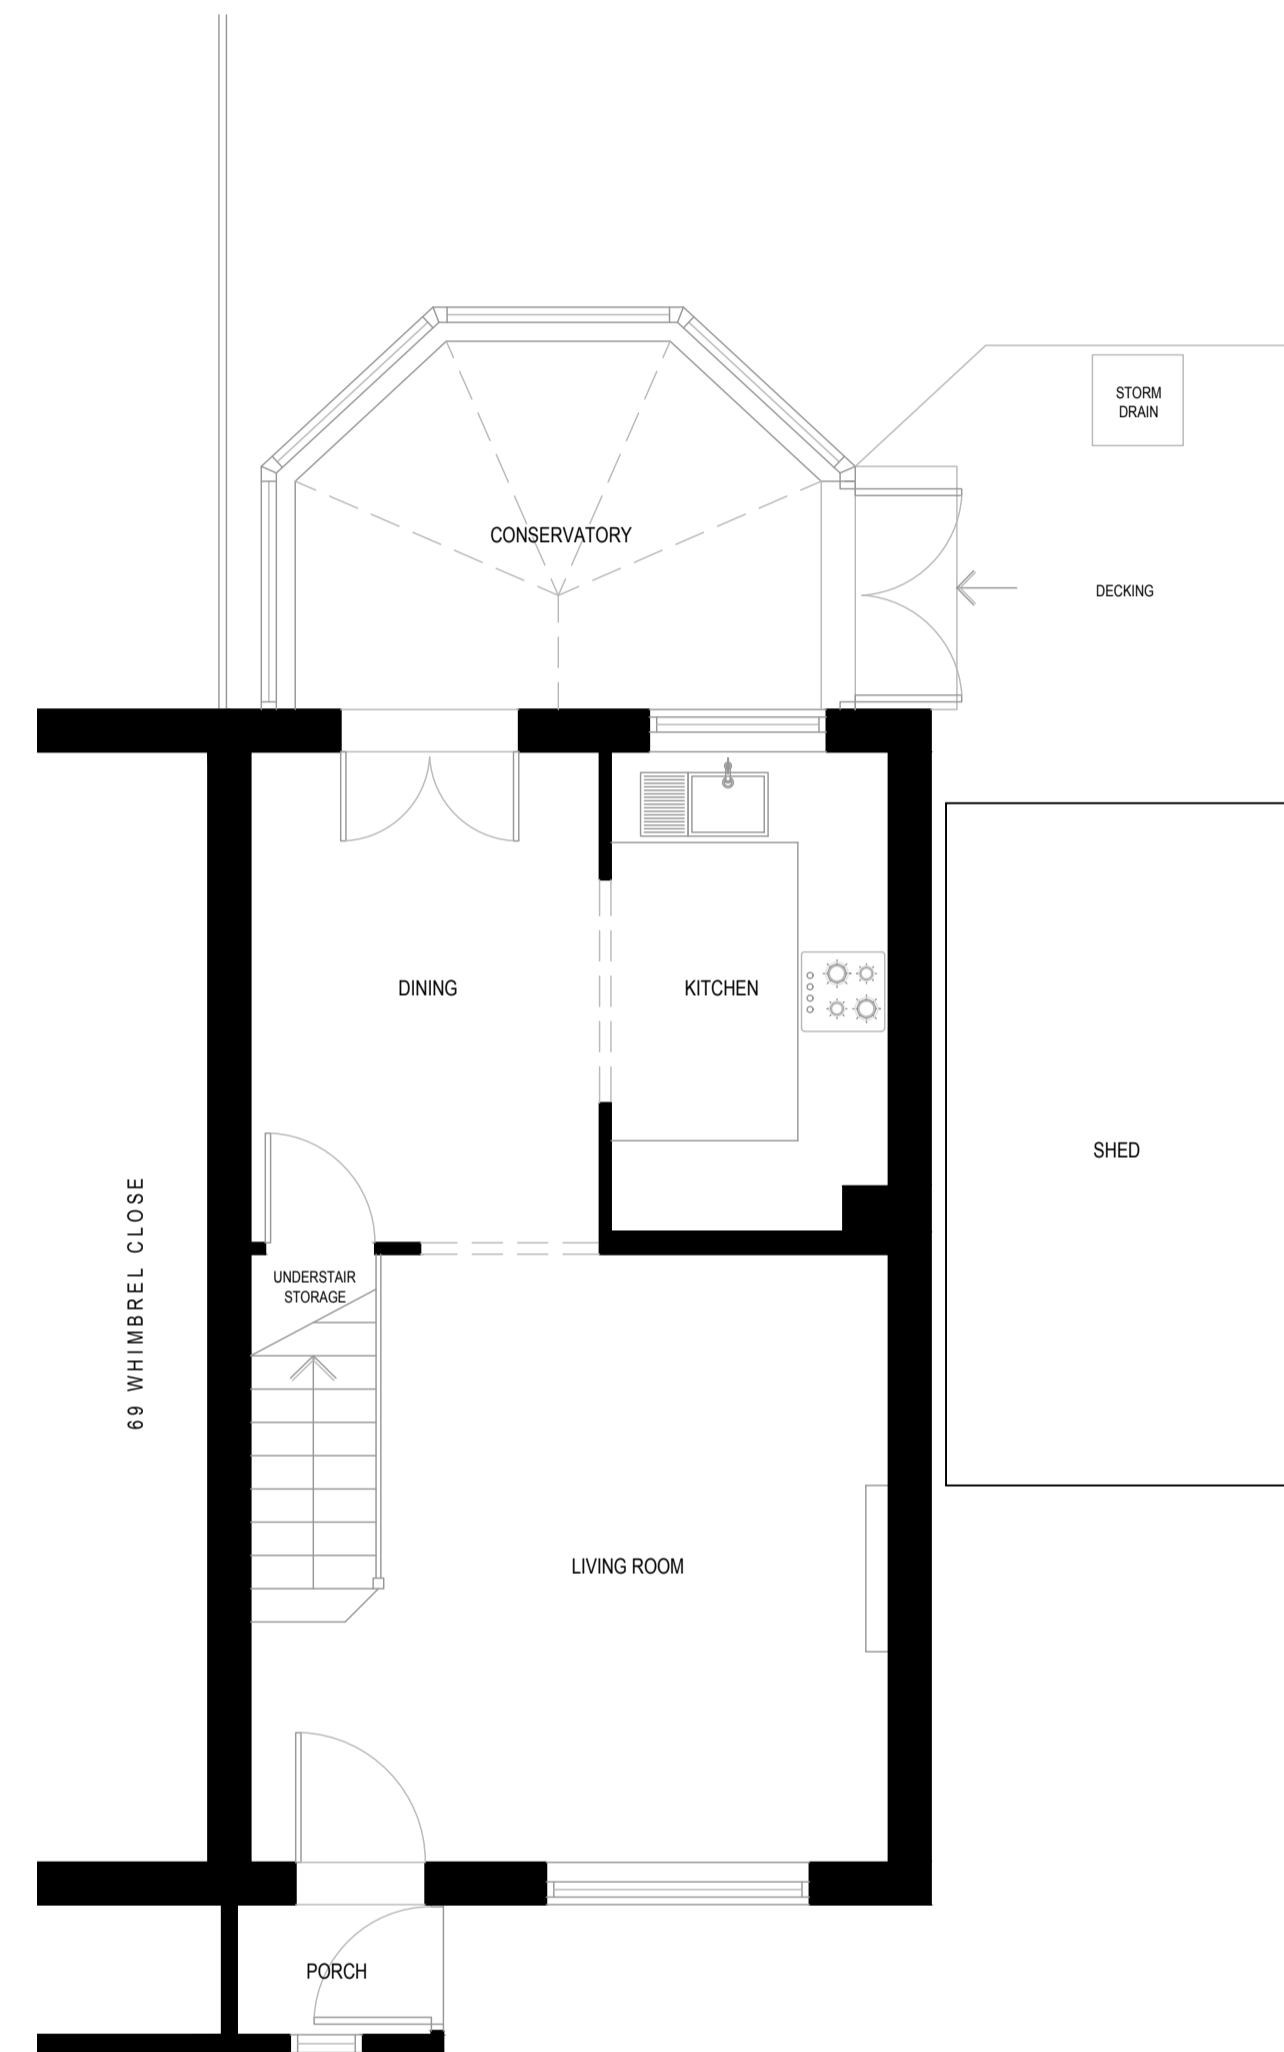 STORM
DRAIN
CONSERVATORY
DECKING
DINING
KITCHEN
SHED
69 WHIMBREL CLOSE
UNDERSTAIR
STORAGE
LIVING ROOM
PORCH